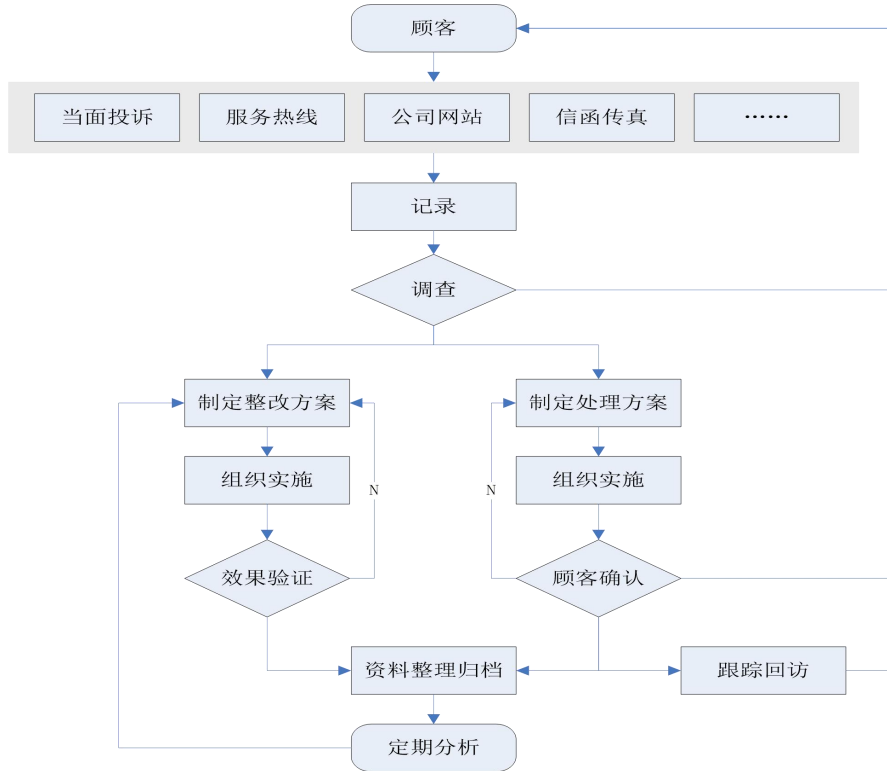 顾客
当面投诉
服务热线
公司网站
信函传真
……
记录
调查
制定整改方案
制定处理方案
组织实施
组织实施
N
N
效果验证
顾客确认
资料整理归档
跟踪回访
定期分析